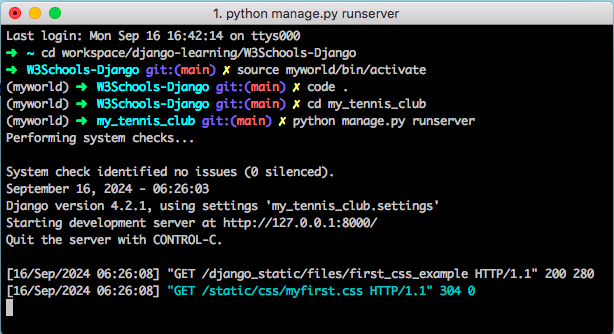 1. python manage.py runserver
Last login: Mon Sep 16 16:42:14 on ttys000
➜ ~ cd workspace/django-learning/W3Schools-Django
➜ W3Schools-Django git:(main) ✗ source myworld/bin/activate
(myworld) ➜ W3Schools-Django git:(main) ✗ code .
(myworld) ➜ W3Schools-Django git:(main) ✗ cd my_tennis_club
(myworld) ➜ my_tennis_club git:(main) ✗ python manage.py runserver
Performing system checks...
System check identified no issues (0 silenced).
September 16, 2024 - 06:26:03
Django version 4.2.1, using settings 'my_tennis_club.settings'
Starting development server at http://127.0.0.1:8000/
Quit the server with CONTROL-C.
[16/Sep/2024 06:26:08] "GET /django_static/files/first_css_example HTTP/1.1" 200 280
[16/Sep/2024 06:26:08] "GET /static/css/myfirst.css HTTP/1.1" 304 0